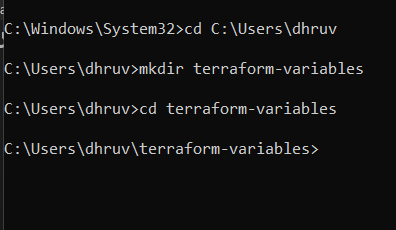 C:\Windows\System32>cd C:\Users\dhruv
C:\Users\dhruv>mkdir terraform-variables
C:\Users\dhruv>cd terraform-variables
C:\Users\dhruv\terraform-variables>